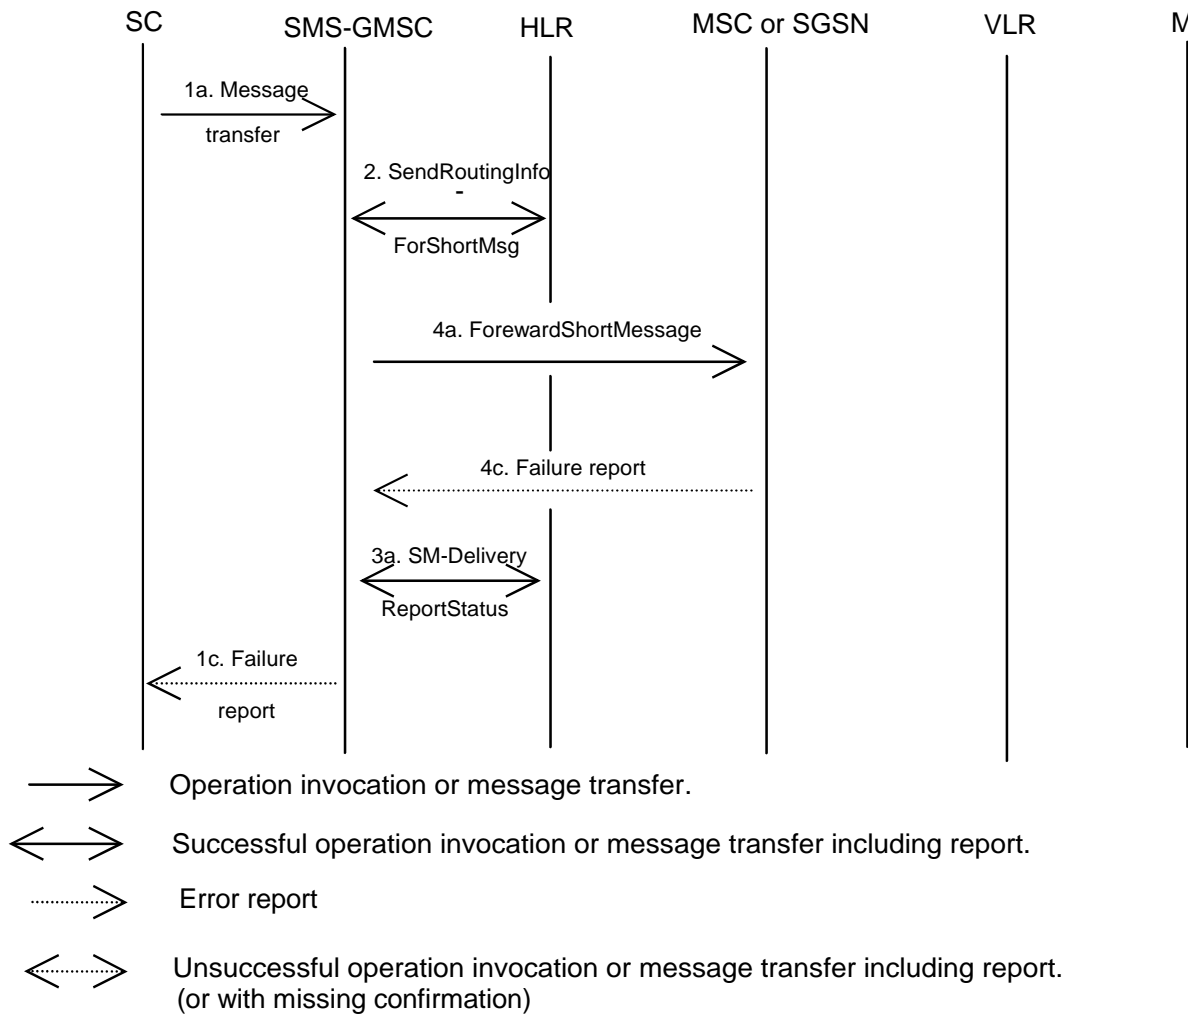 SC SMS-GMSC HLR MSC or SGSN VLR M
1a. Message
transfer
2. SendRoutingInfo
-
ForShortMsg
4a. ForewardShortMessage
4c. Failure report
3a. SM-Delivery
ReportStatus
1c. Failure
report
Operation invocation or message transfer.
Successful operation invocation or message transfer including report.
Error report
Unsuccessful operation invocation or message transfer including report.
(or with missing confirmation)